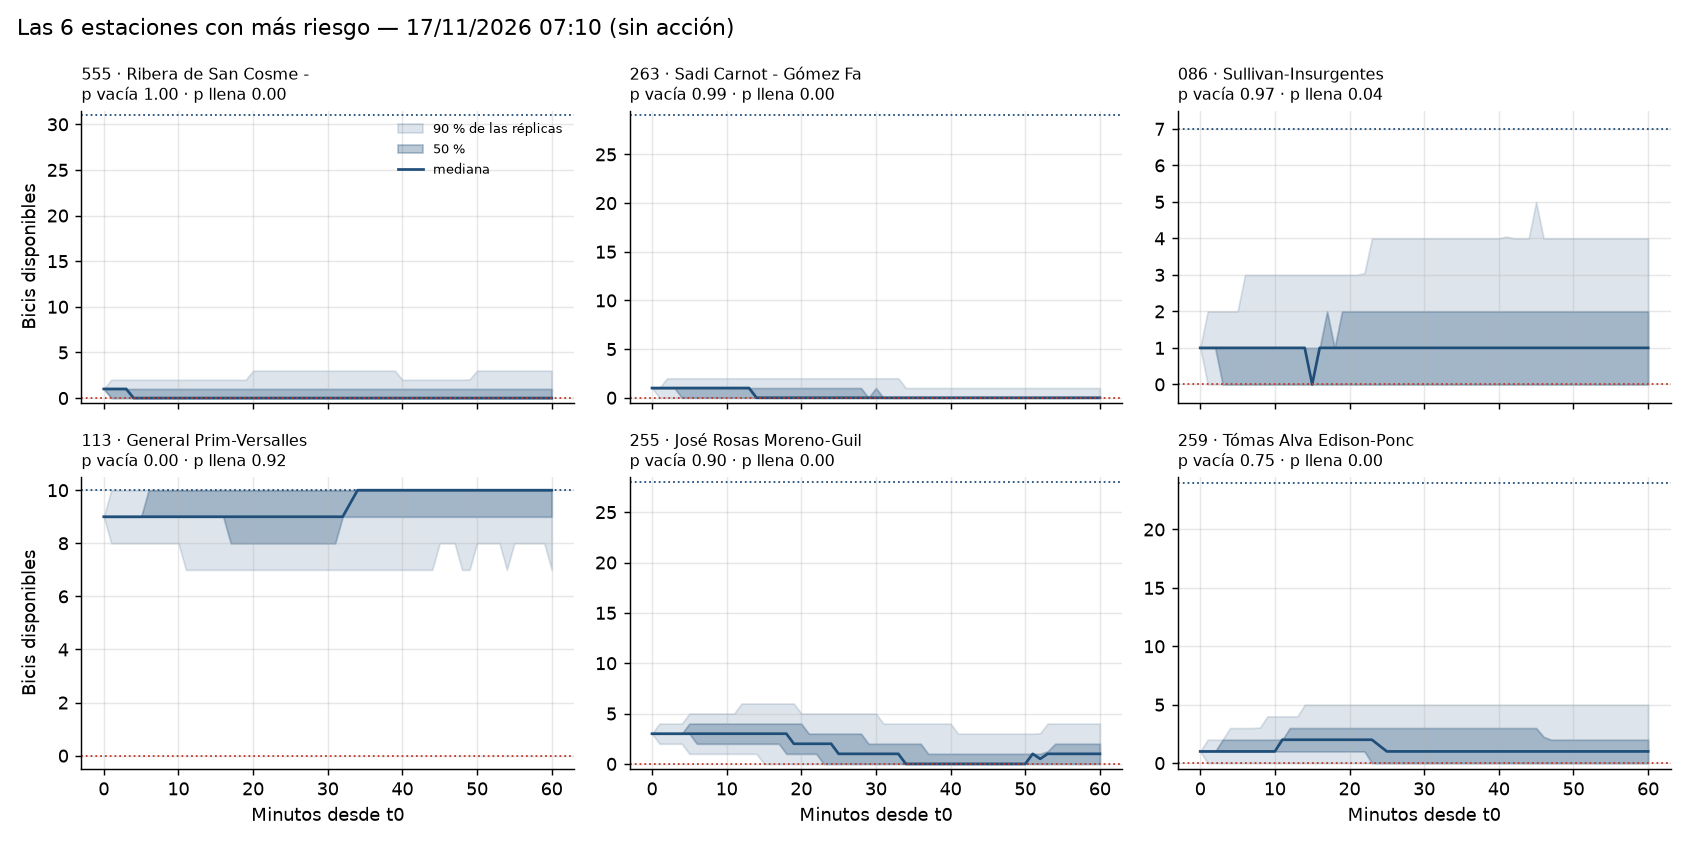 Las 6 estaciones con más riesgo — 17/11/2026 07:10 (sin acción)
555 · Ribera de San Cosme -
p vacía 1.00 · p llena 0.00
90 % de las réplicas
50 %
mediana
Bicis disponibles
30
25
20
15
10
5
0
263 · Sadi Carnot - Gómez Fa
p vacía 0.99 · p llena 0.00
25
20
15
10
5
0
086 · Sullivan-Insurgentes
p vacía 0.97 · p llena 0.04
7
6
5
4
3
2
1
0
113 · General Prim-Versalles
p vacía 0.00 · p llena 0.92
Bicis disponibles
10
8
6
4
2
0
0 10 20 30 40 50 60
Minutos desde t0
255 · José Rosas Moreno-Guil
p vacía 0.90 · p llena 0.00
25
20
15
10
5
0
0 10 20 30 40 50 60
Minutos desde t0
259 · Tómas Alva Edison-Ponc
p vacía 0.75 · p llena 0.00
20
15
10
5
0
0 10 20 30 40 50 60
Minutos desde t0